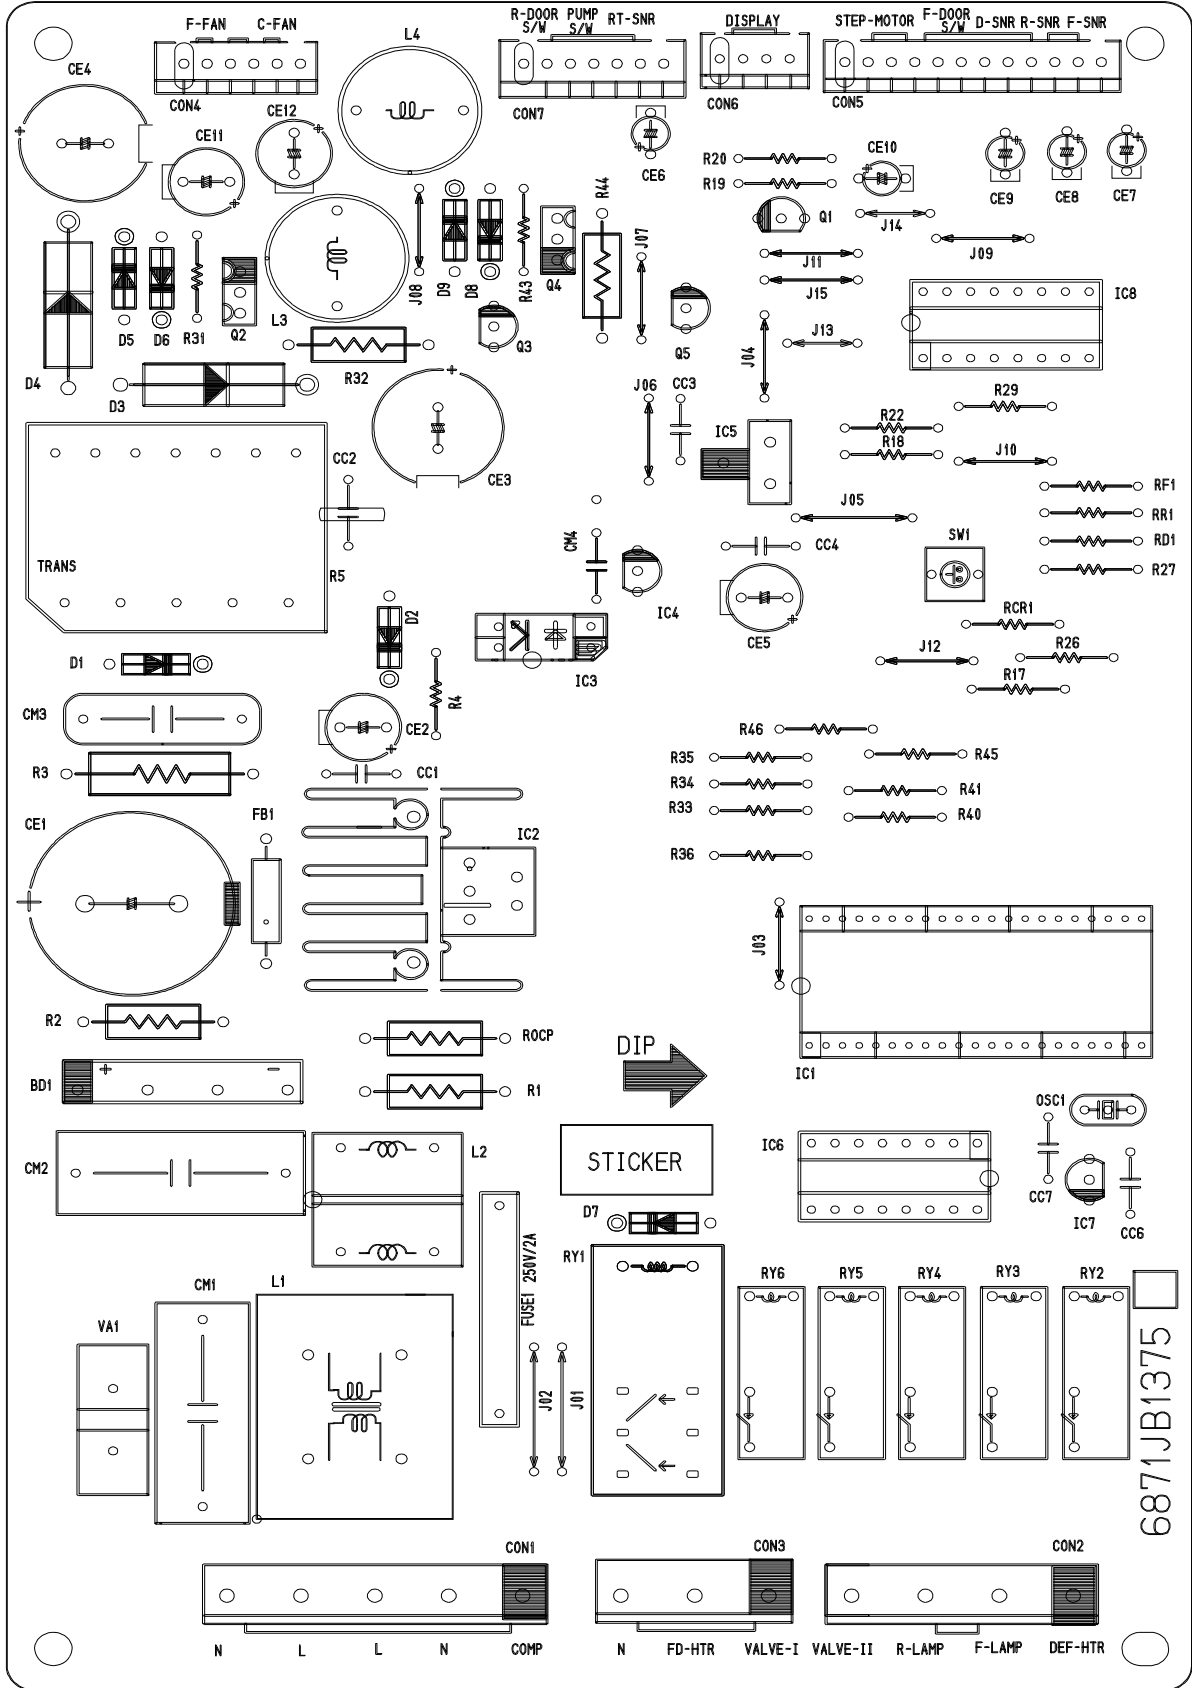 F-FAN C-FAN
L4
R-DOOR S/W
PUMP S/W
RT-SNR
DISPLAY
STEP-MOTOR
F-DOOR S/W
D-SNR R-SNR F-SNR
CE4
CON4
CE12
CE11
CON7
CON6
CON5
CE6
R20
R19
CE10
CE9
CE8
CE7
R44
Q1
J14
J09
J07
J11
J15
J08
D9
D8
R43
Q4
IC8
D5
D6
R31
Q2
L3
Q3
Q5
J04
J13
D4
D3
R32
J06
CC3
R29
R22
R18
IC5
J10
CC2
CE3
RF1
J05
RR1
CM4
SW1
RD1
CC4
TRANS
R5
R27
IC4
D2
RCR1
CE5
J12
R26
D1
IC3
R17
R4
CM3
CE2
R46
R35
R45
R3
CC1
R34
R41
R33
R40
CE1
FB1
IC2
R36
J03
R2
ROCP
DIP
IC1
+ -
BD1
R1
OSC1
IC6
CM2
L2
STICKER
CC7
IC7
CC6
D7
FUSE1 250V/2A
RY1
RY6
RY5
RY4
RY3
RY2
CM1
L1
VA1
J02
J01
6871JB1375
CON1
CON3
CON2
N L L N COMP
N FD-HTR VALVE-I
VALVE-II R-LAMP F-LAMP DEF-HTR